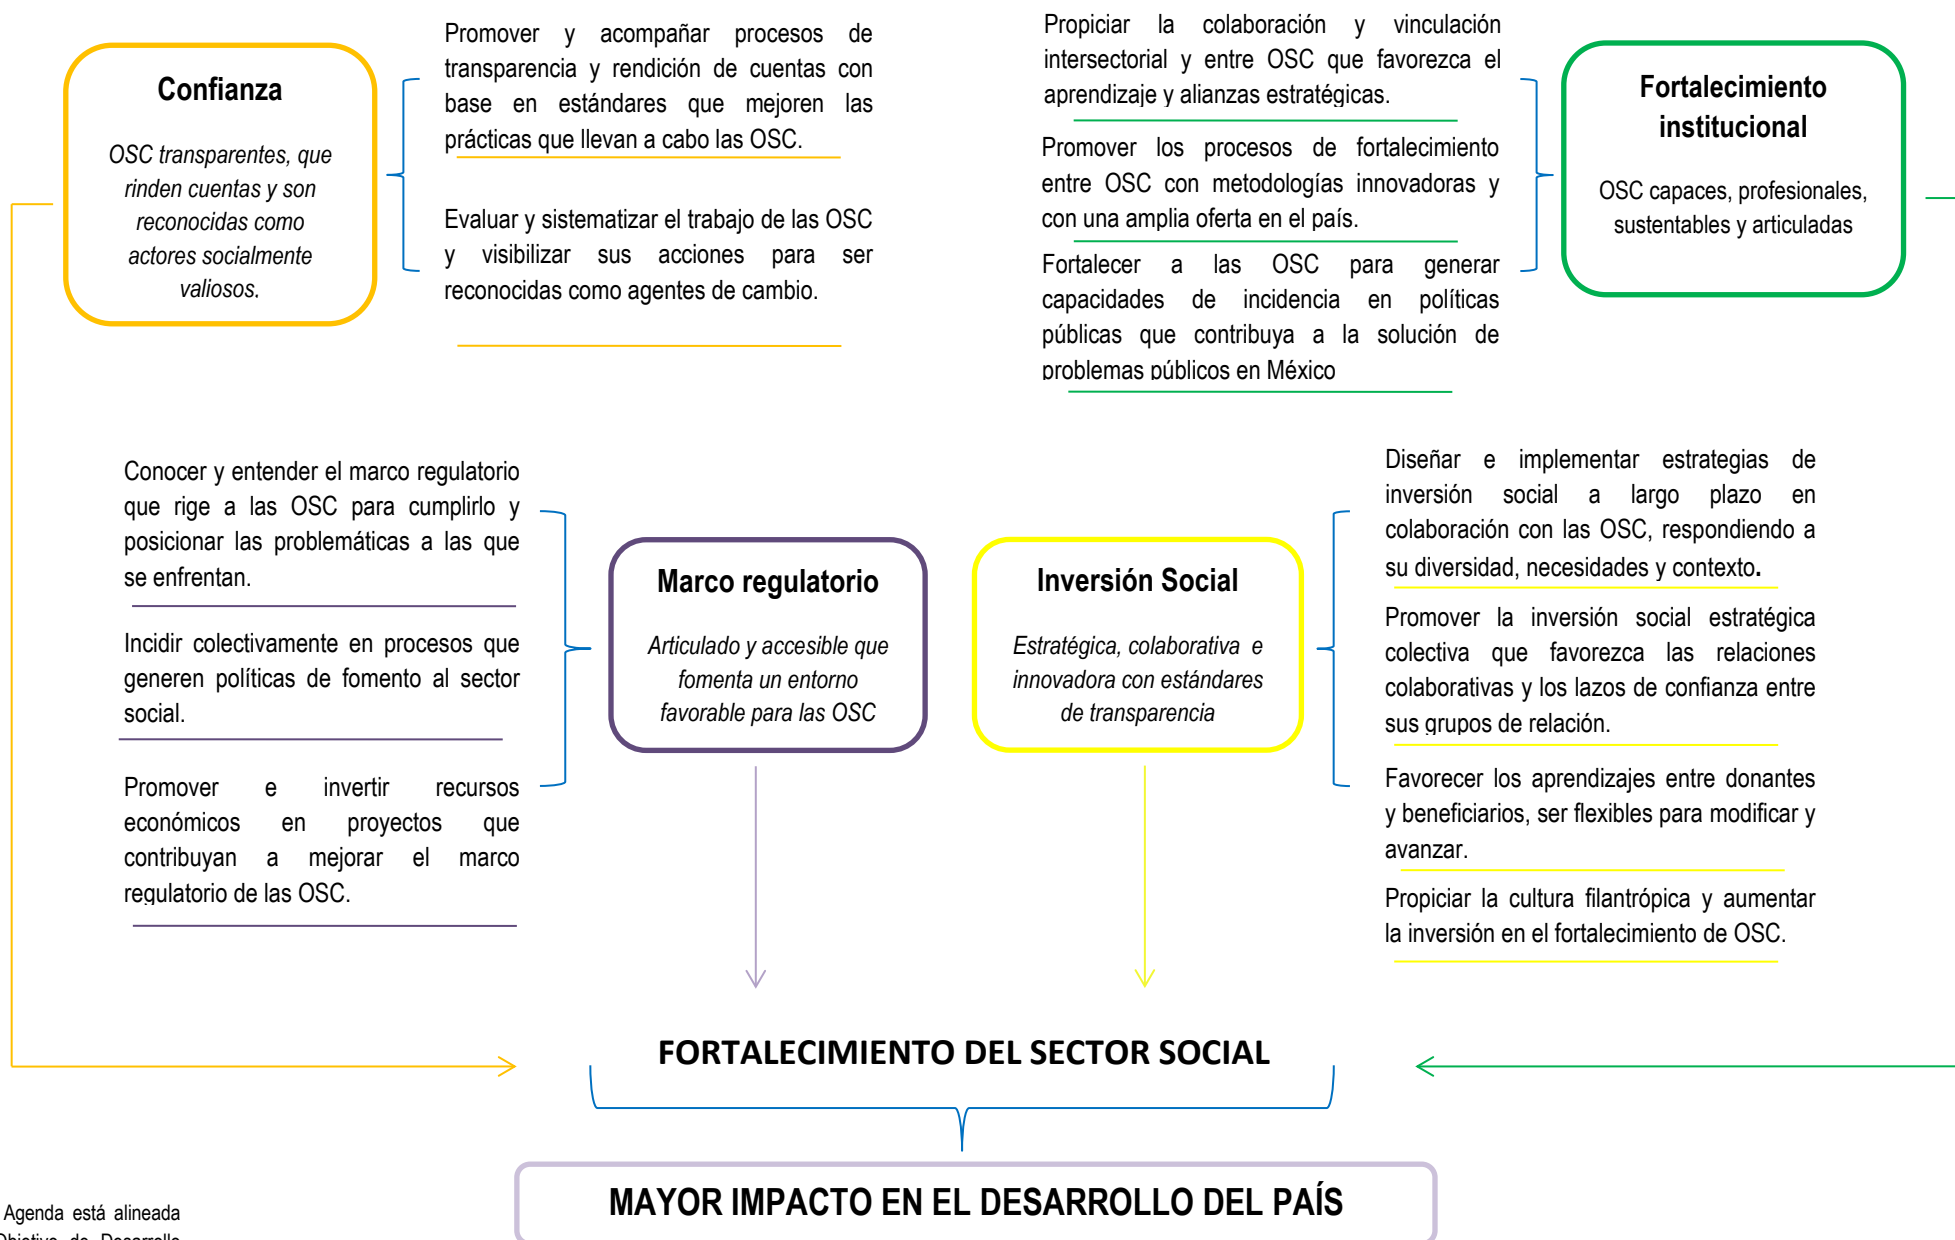 Confianza
OSC transparentes, que
rinden cuentas y son
reconocidas como
actores socialmente
valiosos.
Promover y acompañar procesos de
transparencia y rendición de cuentas con
base en estándares que mejoren las
prácticas que llevan a cabo las OSC.
Evaluar y sistematizar el trabajo de las OSC
y visibilizar sus acciones para ser
reconocidas como agentes de cambio.
Propiciar la colaboración y vinculación
intersectorial y entre OSC que favorezca el
aprendizaje y alianzas estratégicas.
Promover los procesos de fortalecimiento
entre OSC con metodologías innovadoras y
con una amplia oferta en el país.
Fortalecer a las OSC para generar
capacidades de incidencia en políticas
públicas que contribuya a la solución de
problemas públicos en México
Fortalecimiento
institucional
OSC capaces, profesionales,
sustentables y articuladas
Conocer y entender el marco regulatorio
que rige a las OSC para cumplirlo y
posicionar las problemáticas a las que
se enfrentan.
Incidir colectivamente en procesos que
generen políticas de fomento al sector
social.
Promover e invertir recursos
económicos en proyectos que
contribuyan a mejorar el marco
regulatorio de las OSC.
Marco regulatorio
Articulado y accesible que
fomenta un entorno
favorable para las OSC
Inversión Social
Estratégica, colaborativa e
innovadora con estándares
de transparencia
Diseñar e implementar estrategias de
inversión social a largo plazo en
colaboración con las OSC, respondiendo a
su diversidad, necesidades y contexto.
Promover la inversión social estratégica
colectiva que favorezca las relaciones
colaborativas y los lazos de confianza entre
sus grupos de relación.
Favorecer los aprendizajes entre donantes
y beneficiarios, ser flexibles para modificar y
avanzar.
Propiciar la cultura filantrópica y aumentar
la inversión en el fortalecimiento de OSC.
FORTALECIMIENTO DEL SECTOR SOCIAL
MAYOR IMPACTO EN EL DESARROLLO DEL PAÍS
Agenda está alineada
Objetivo de Desarrollo